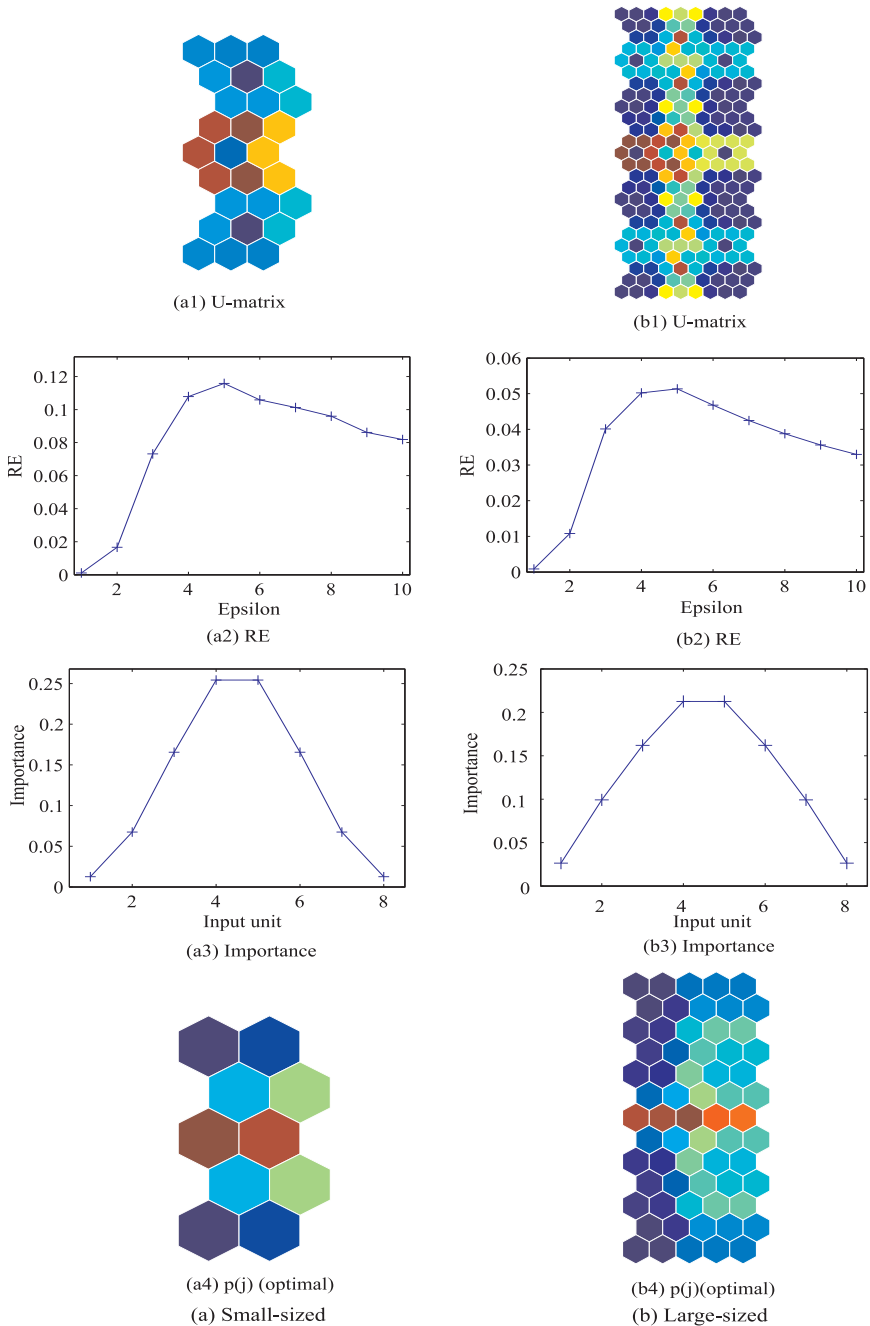 (a1) U-matrix
(b1) U-matrix
0.12
0.1
0.08
0.06
0.04
0.02
0
RE
2 4 6 8 10
Epsilon
(a2) RE
0.06
0.05
0.04
0.03
0.02
0.01
0
RE
2 4 6 8 10
Epsilon
(b2) RE
0.25
0.2
0.15
0.1
0.05
0
Importance
2 4 6 8
Input unit
(a3) Importance
0.25
0.2
0.15
0.1
0.05
0
Importance
2 4 6 8
Input unit
(b3) Importance
(a4) p(j) (optimal)
(a) Small-sized
(b4) p(j)(optimal)
(b) Large-sized